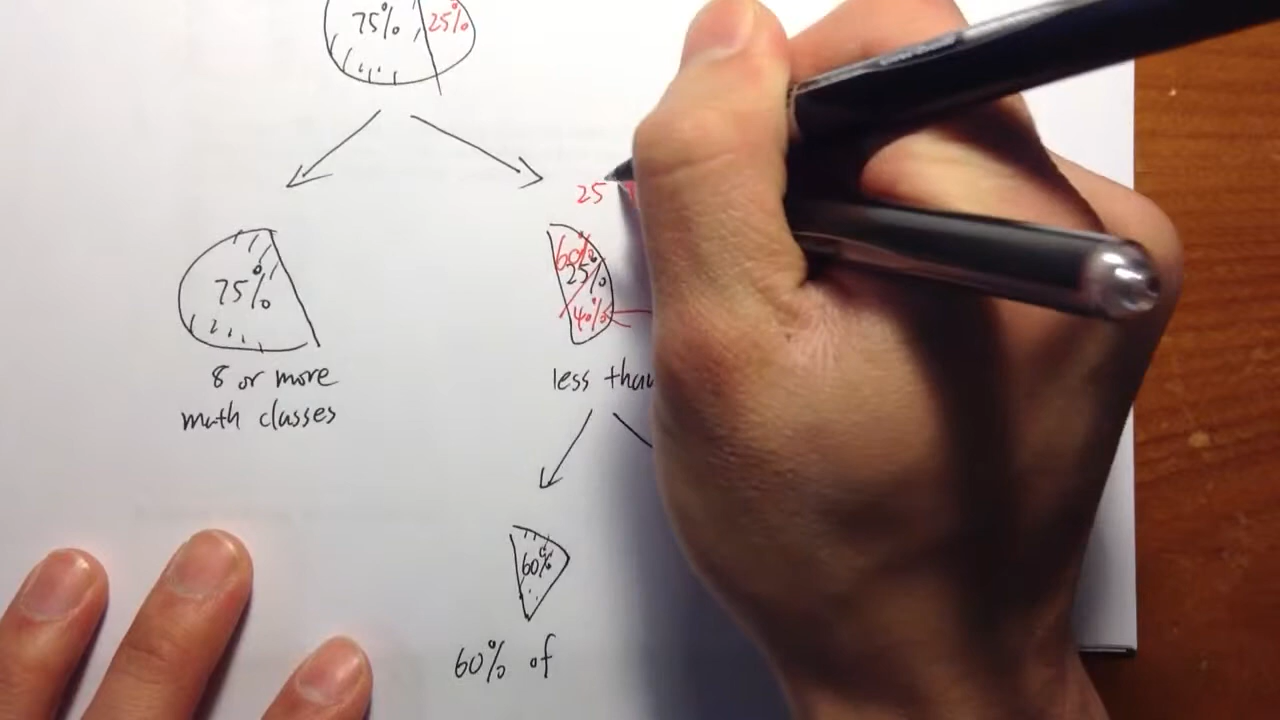 75% 25%
25
75%
60%
25%
40%
8 or more
math classes
less than
60%
60% of